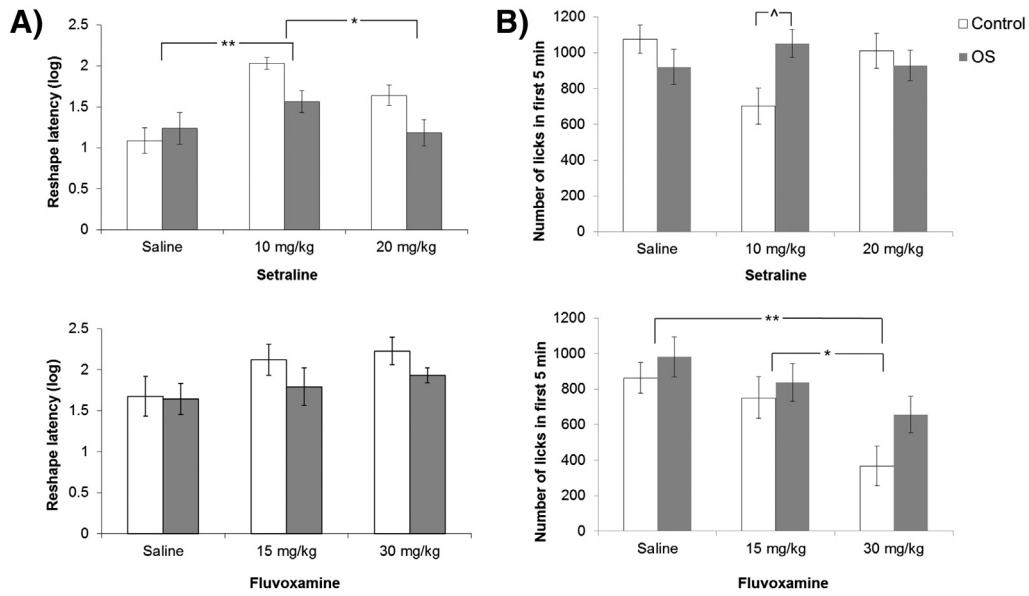 A)
Reshape latency (log)
2.5
2
1.5
1
0.5
0
**
*
Saline
10 mg/kg
20 mg/kg
Setraline
B)
Number of licks in first 5 min
1200
1000
800
600
400
200
0
^
Saline
10 mg/kg
20 mg/kg
Setraline
Control
OS
Reshape latency (log)
2.5
2
1.5
1
0.5
0
Saline
15 mg/kg
30 mg/kg
Fluvoxamine
Number of licks in first 5 min
1200
1000
800
600
400
200
0
**
*
Saline
15 mg/kg
30 mg/kg
Fluvoxamine